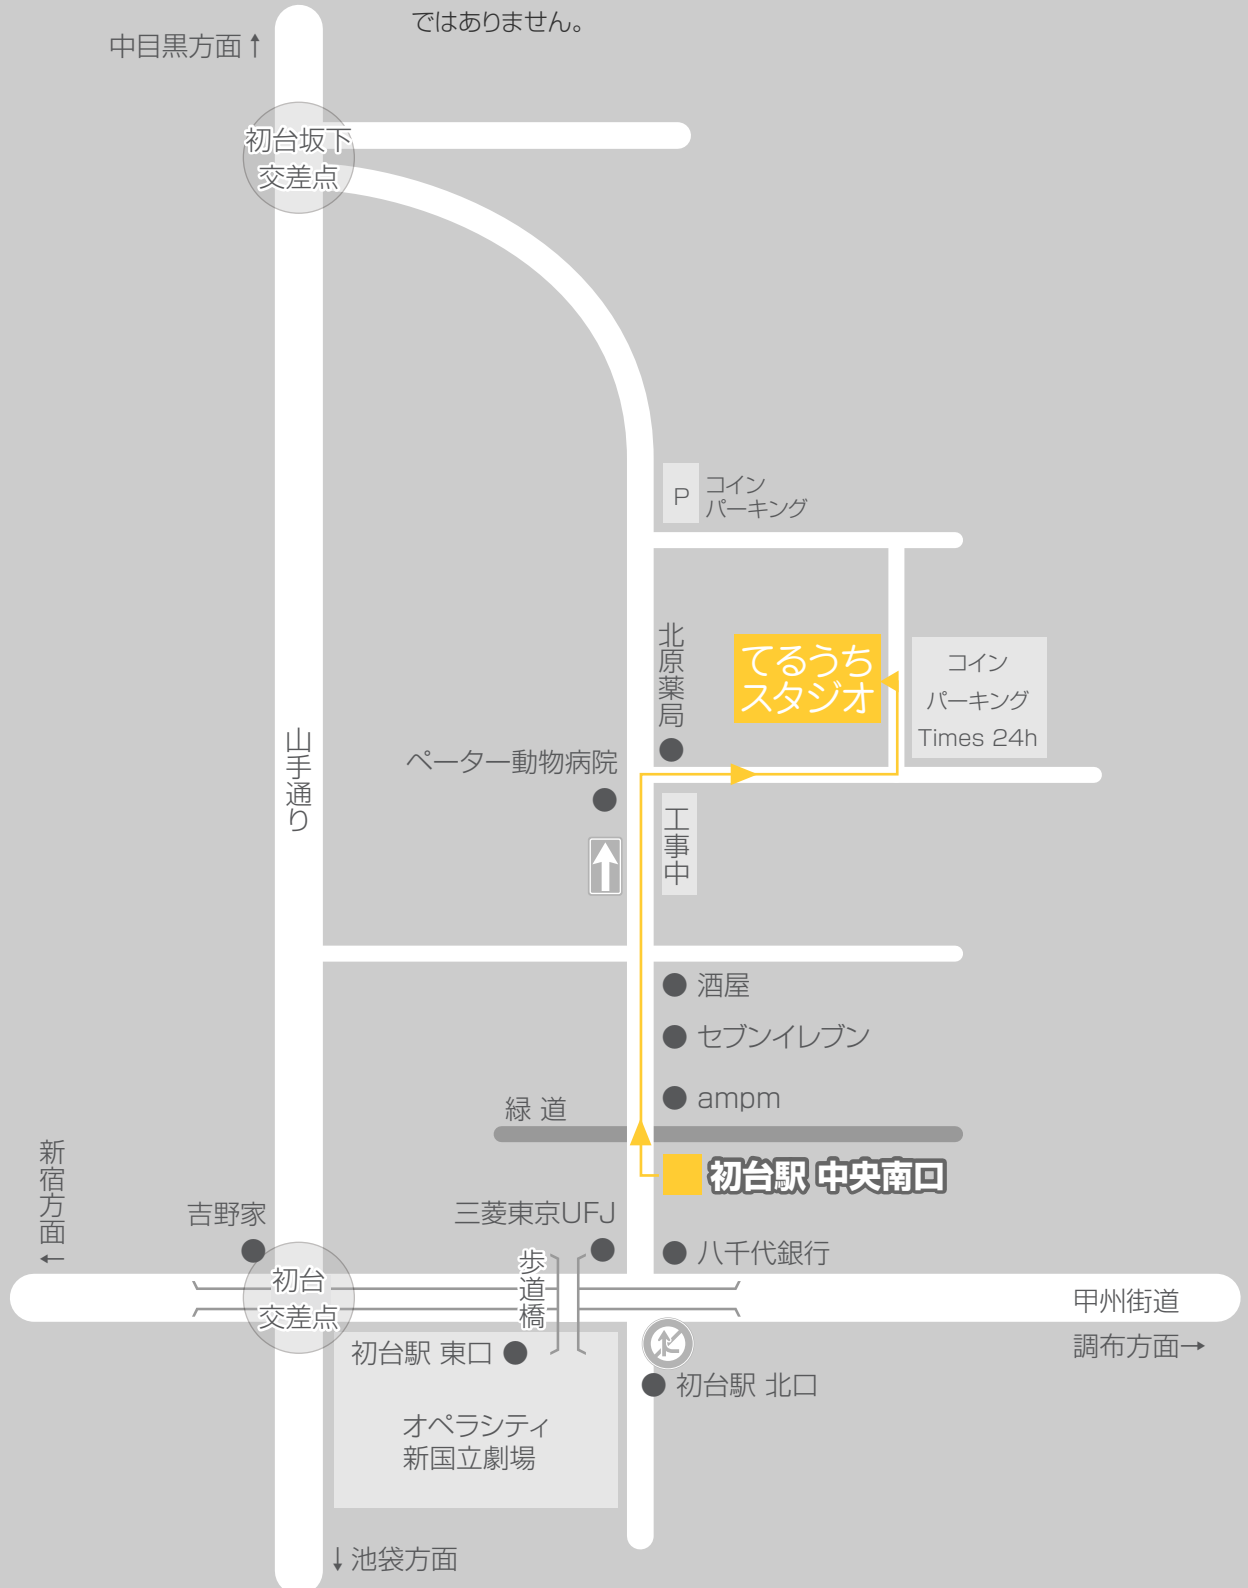 ではありません。
中目黒方面↑
初台坂下
交差点
P
コイン
パーキング
北原薬局
てるうち
スタジオ
コイン
パーキング
Times 24h
山手通り
ペーター動物病院
工事中
酒屋
セブンイレブン
ampm
緑道
初台駅 中央南口
新宿方面←
吉野家
三菱東京UFJ
八千代銀行
歩道橋
初台
交差点
甲州街道
調布方面→
初台駅 東口
初台駅 北口
オペラシティ
新国立劇場
↓池袋方面